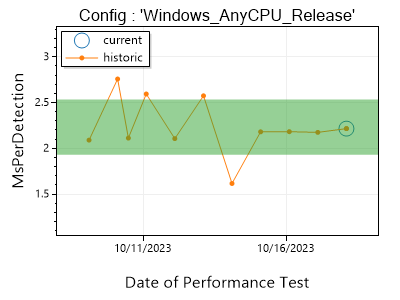 Config : 'Windows_AnyCPU_Release'
current
historic
3
2.5
2
1.5
MsPerDetection
10/11/2023
10/16/2023
Date of Performance Test